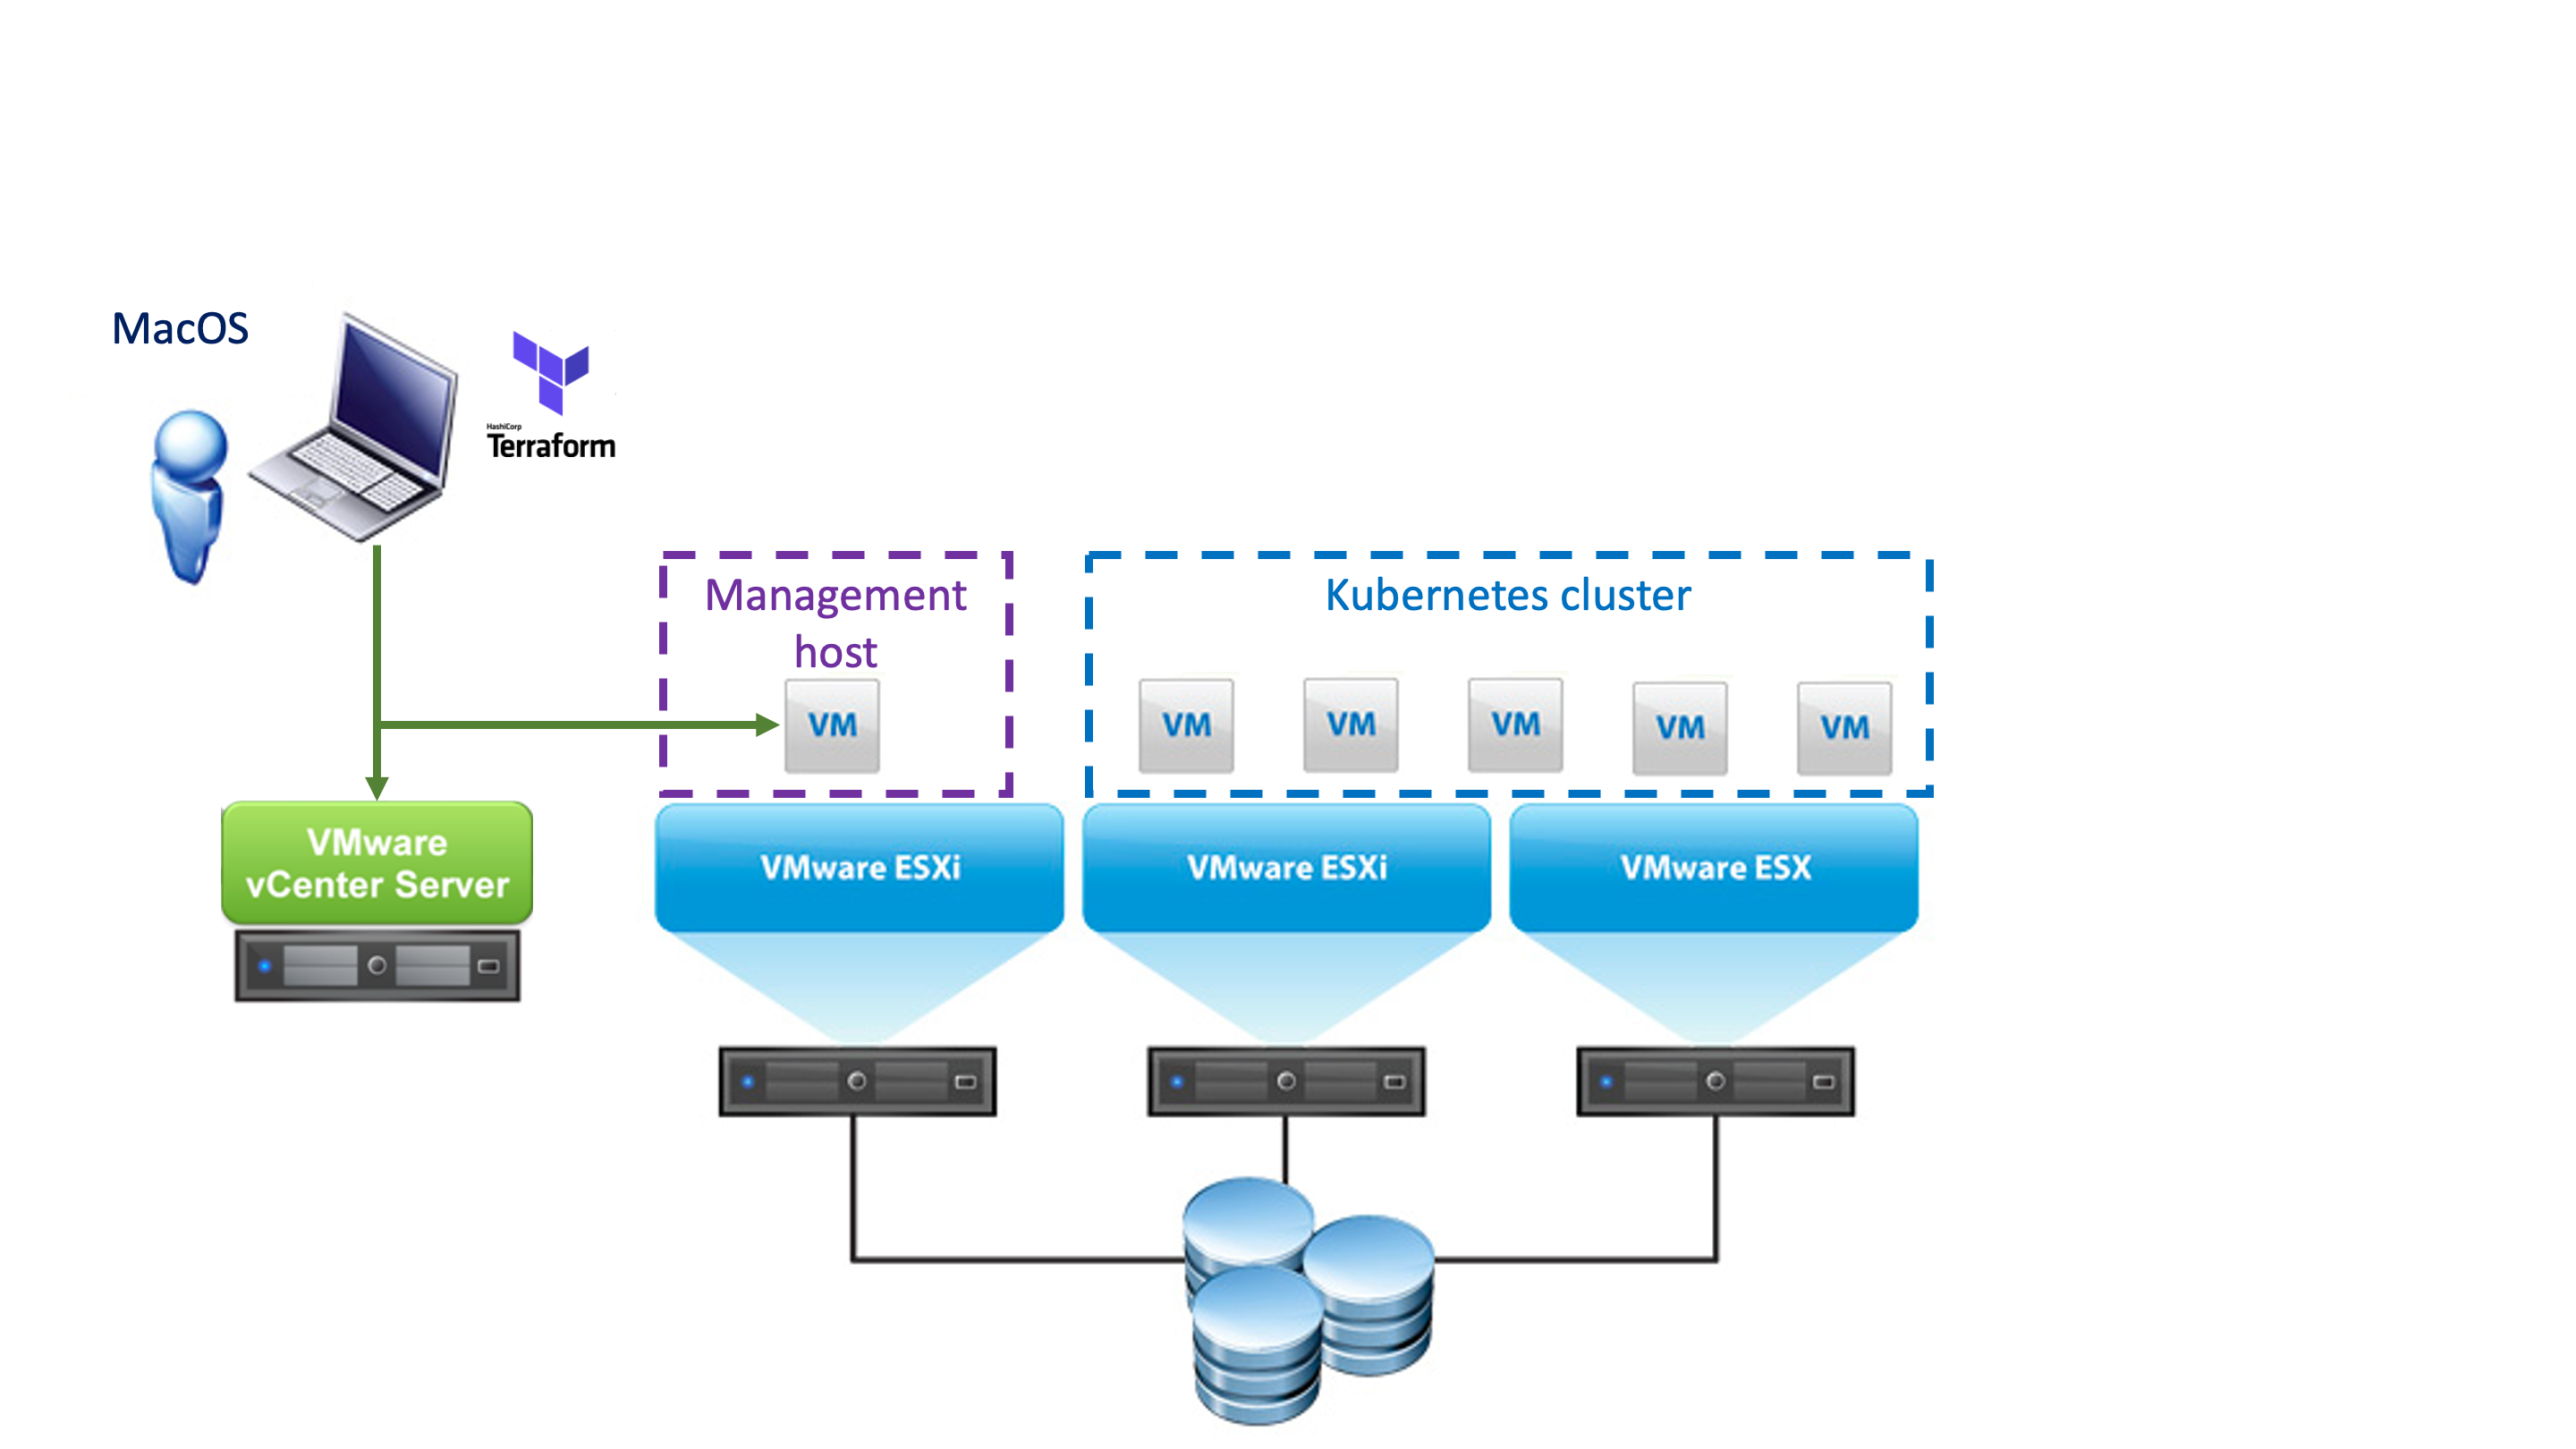 MacOS
HashiCorp
Terraform
Management
host
Kubernetes cluster
VM
VM
VM
VM
VM
VM
VMware
vCenter Server
VMware ESXi
VMware ESXi
VMware ESX